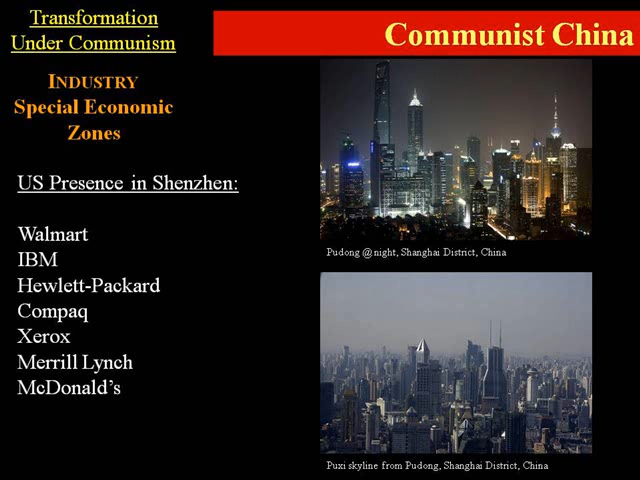 Transformation
Under Communism
Communist China
INDUSTRY
Special Economic
Zones
US Presence in Shenzhen:
Walmart
IBM
Hewlett-Packard
Compaq
Xerox
Merrill Lynch
McDonald's
Pudong @ night, Shanghai District, China
Puxi skyline from Pudong, Shanghai District, China